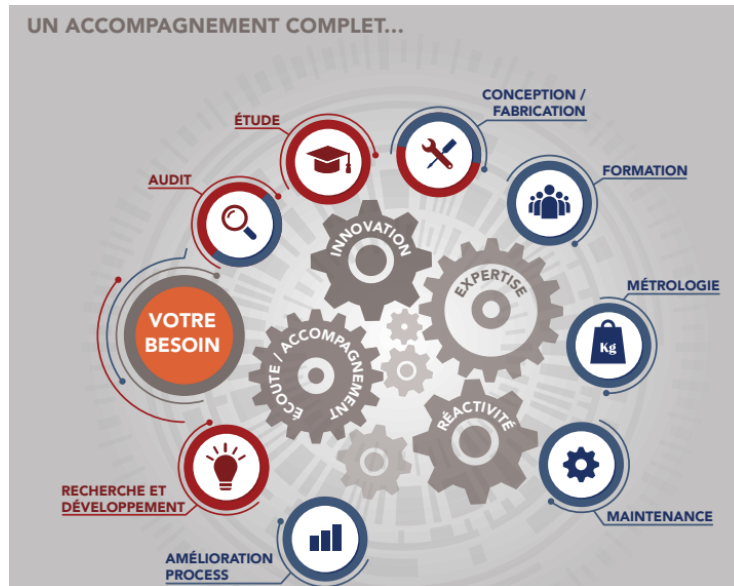 UN ACCOMPAGNEMENT COMPLET...
CONCEPTION /
FABRICATION
ÉTUDE
FORMATION
AUDIT
INNOVATION
EXPERTISE
MÉTROLOGIE
VOTRE
BESOIN
Kg
ÉCOUTE / ACCOMPAGNEMENT
RÉACTIVITÉ
RECHERCHE ET
DÉVELOPPEMENT
MAINTENANCE
AMÉLIORATION
PROCESS